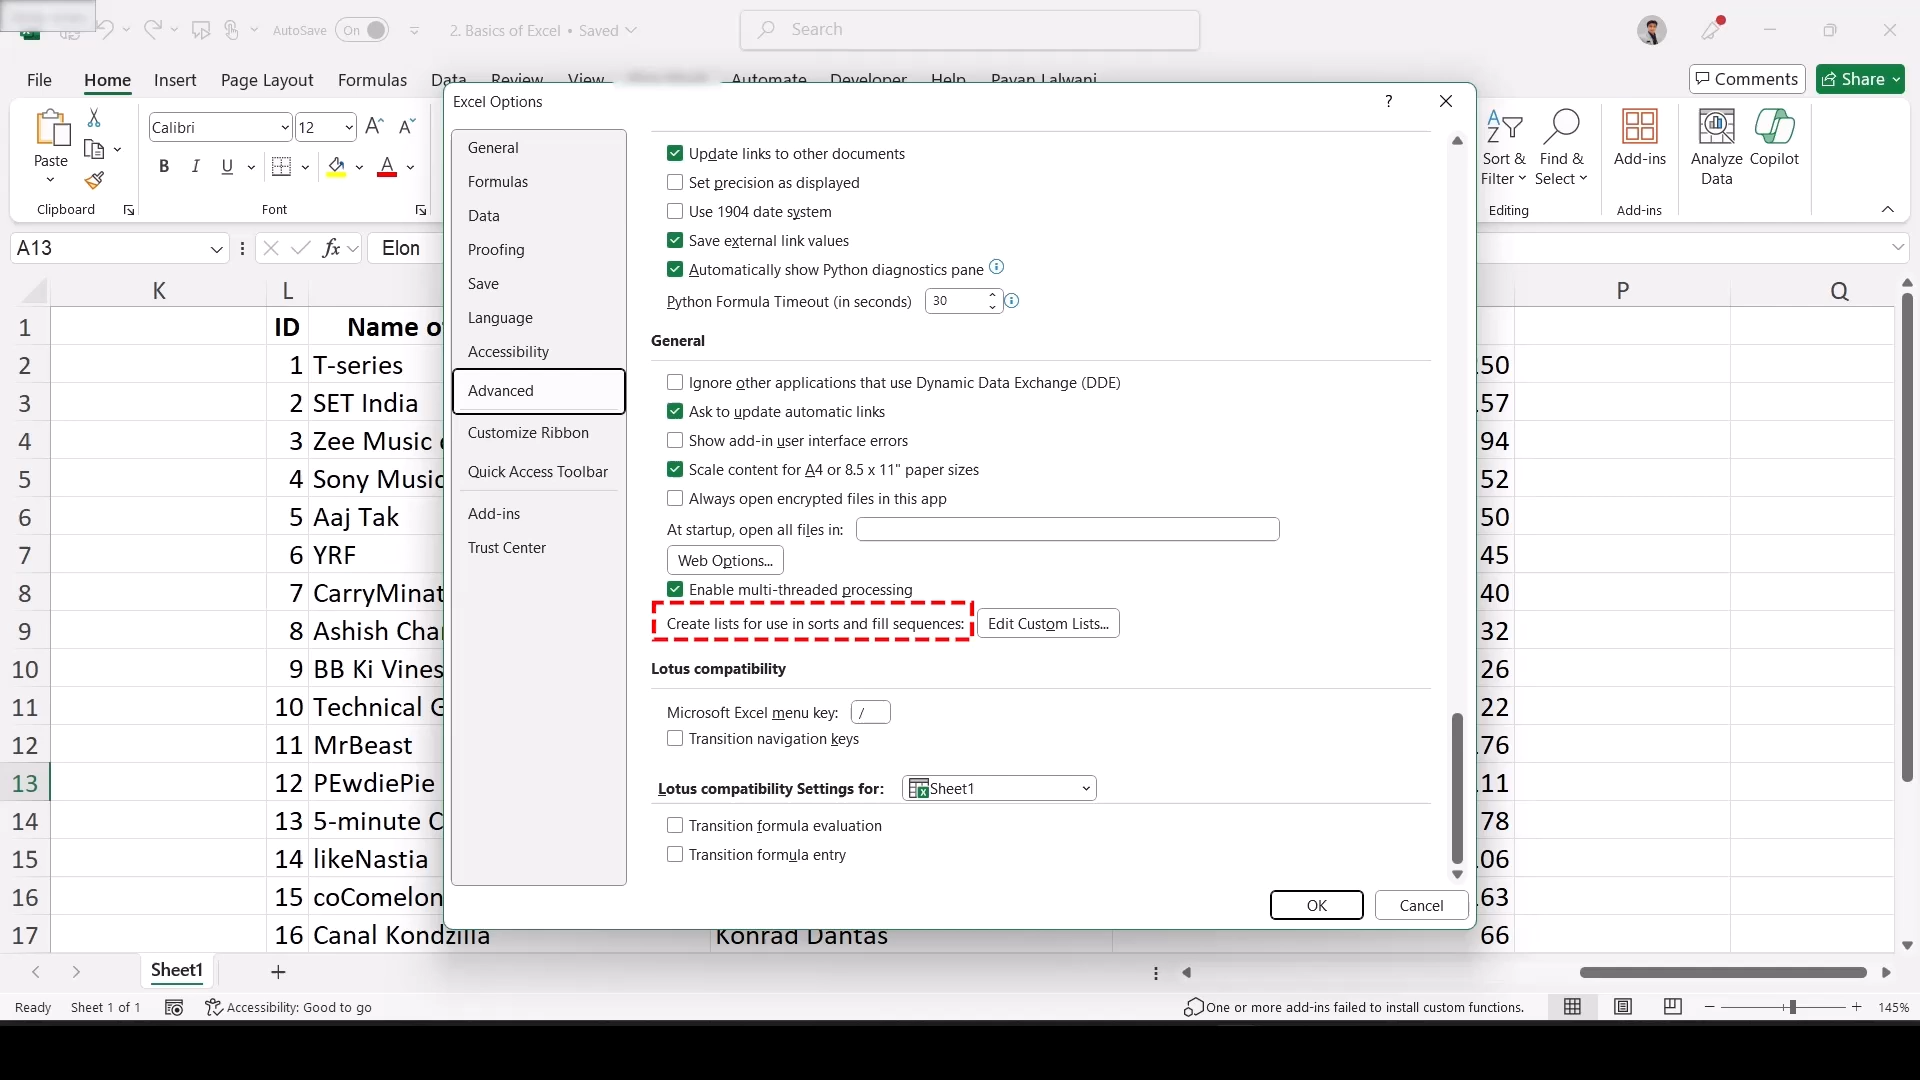 AutoSave On 2. Basics of Excel • Saved Search
File Home Insert Page Layout Formulas Data Review View Automate Developer Help Pavan Lalwani Comments Share
Excel Options ?
Paste
Clipboard
Calibri 12
B I U A
Font
Sort & Filter
Find & Select
Editing
Add-ins
Add-ins
Analyze Data
Copilot
A13 fx Elon
General
Formulas
Data
Proofing
Save
Language
Accessibility
Advanced
Customize Ribbon
Quick Access Toolbar
Add-ins
Trust Center
Update links to other documents
Set precision as displayed
Use 1904 date system
Save external link values
Automatically show Python diagnostics pane
Python Formula Timeout (in seconds) 30
General
Ignore other applications that use Dynamic Data Exchange (DDE)
Ask to update automatic links
Show add-in user interface errors
Scale content for A4 or 8.5 x 11" paper sizes
Always open encrypted files in this app
At startup, open all files in:
Web Options...
Enable multi-threaded processing
Create lists for use in sorts and fill sequences: Edit Custom Lists...
Lotus compatibility
Microsoft Excel menu key: /
Transition navigation keys
Lotus compatibility Settings for: Sheet1
Transition formula evaluation
Transition formula entry
OK Cancel
K L P Q
1 ID Name o
2 1 T-series 50
3 2 SET India 57
4 3 Zee Music 94
5 4 Sony Music 52
6 5 Aaj Tak 50
7 6 YRF 45
8 7 CarryMinat 40
9 8 Ashish Cha 32
10 9 BB Ki Vines 26
11 10 Technical G 22
12 11 MrBeast 76
13 12 PEwdiePie 11
14 13 5-minute C 78
15 14 likeNastia 06
16 15 coComelon 63
17 16 Canal Kondzilla Konrad Dantas 66
Sheet1
Ready Sheet 1 of 1 Accessibility: Good to go One or more add-ins failed to install custom functions. 145%